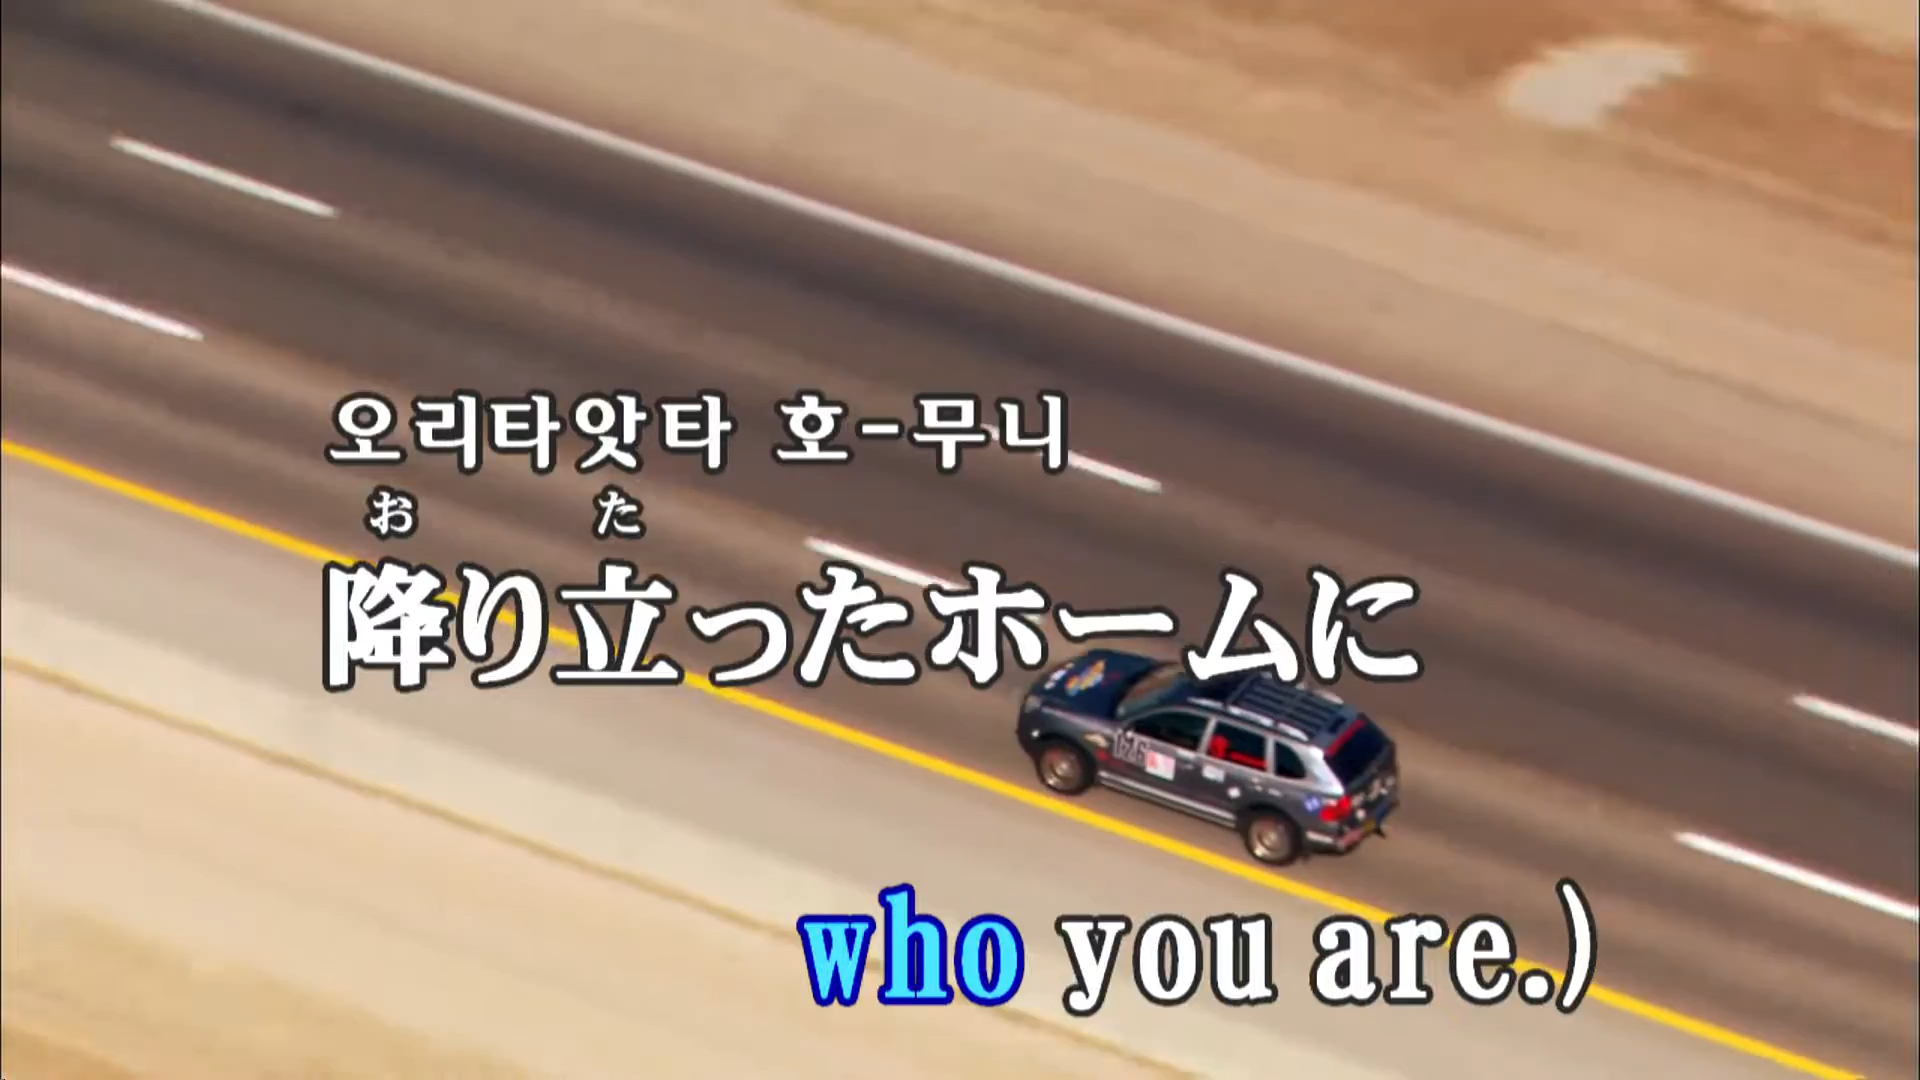 오리타앗타 호-무니
お た
降り立ったホームに
176
who you are.)